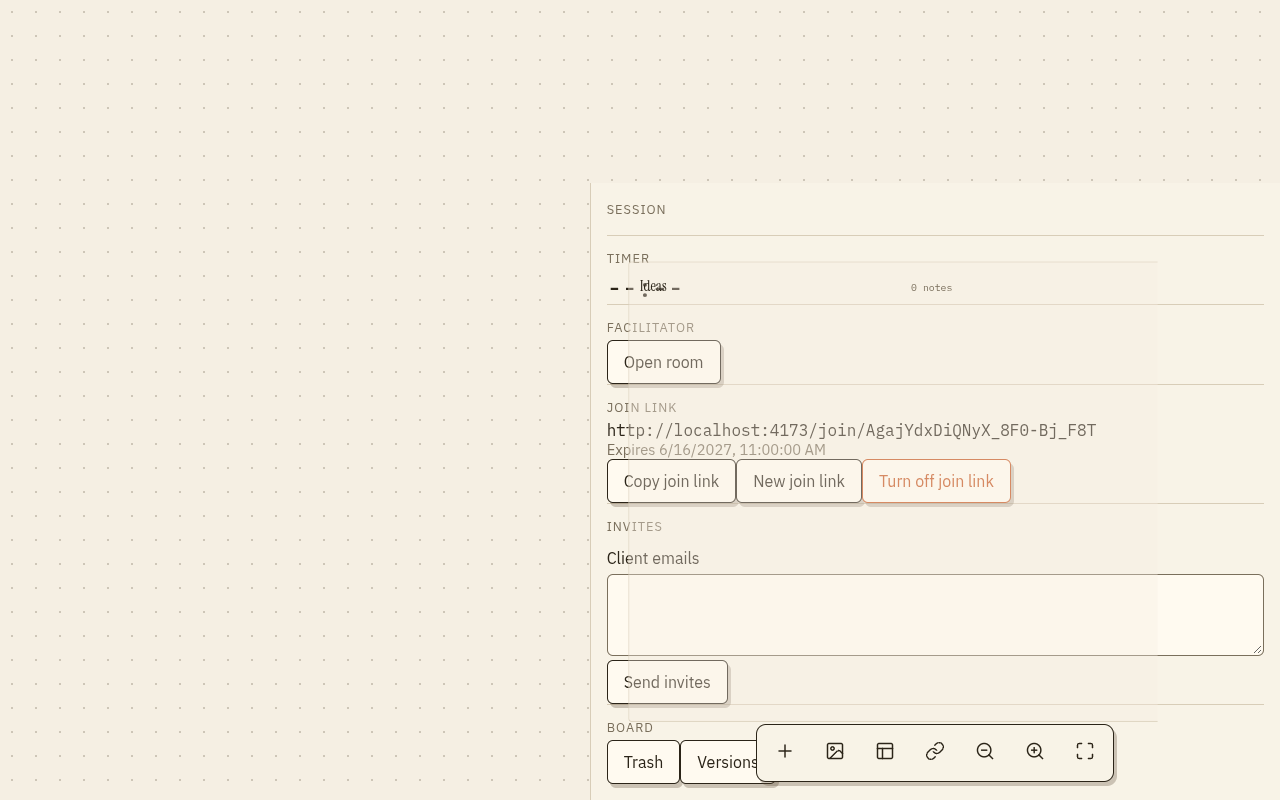 SESSION
TIMER
Ideas
0 notes
FACILITATOR
Open room
JOIN LINK
http://localhost:4173/join/AgajYdxDiQNyX_8F0-Bj_F8T
Expires 6/16/2027, 11:00:00 AM
Copy join link New join link Turn off join link
INVITES
Client emails
Send invites
BOARD
Trash Versions